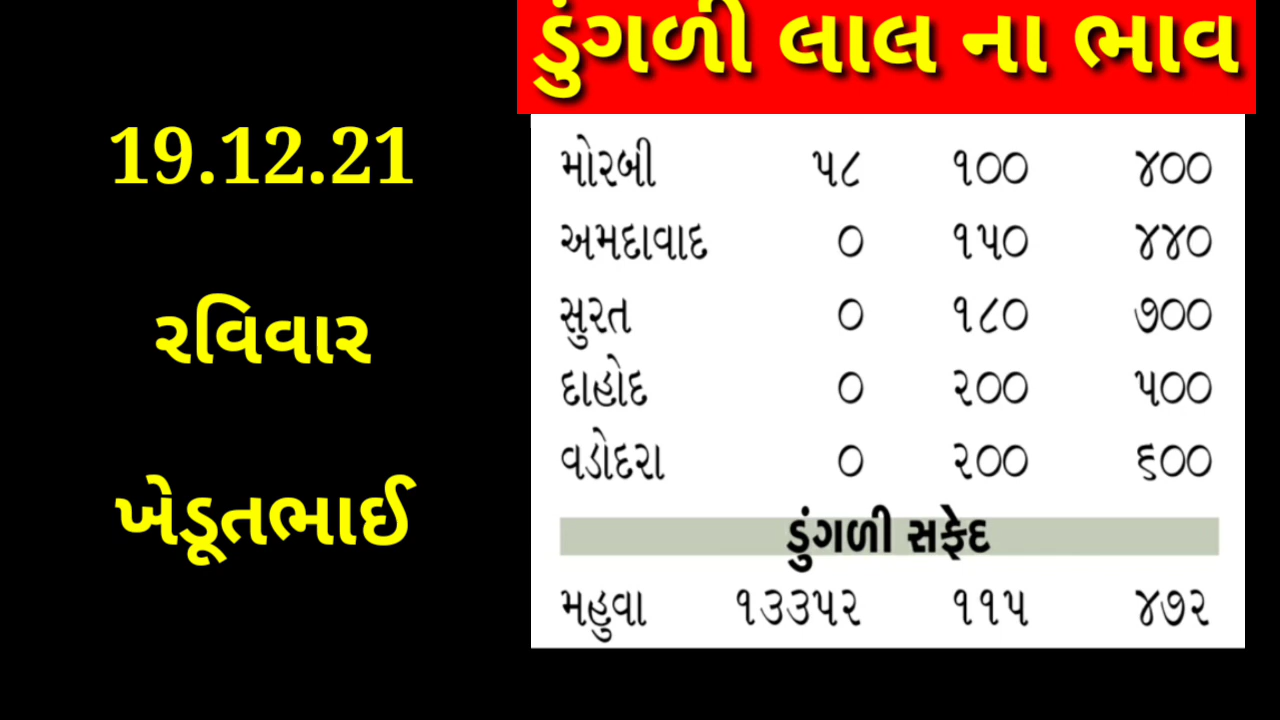 ડુંગળી લાલ ના ભાવ
19.12.21
રવિવાર
ખેડૂતભાઈ
મોરબી ૫૮ ૧૦૦ ૪૦૦
અમદાવાદ ૦ ૧૫૦ ૪૪૦
સુરત ૦ ૧૮૦ ૭૦૦
દાહોદ ૦ ૨૦૦ ૫૦૦
વડોદરા ૦ ૨૦૦ ૬૦૦
ડુંગળી સફેદ
મહુવા ૧૩૩૫૨ ૧૧૫ ૪૭૨